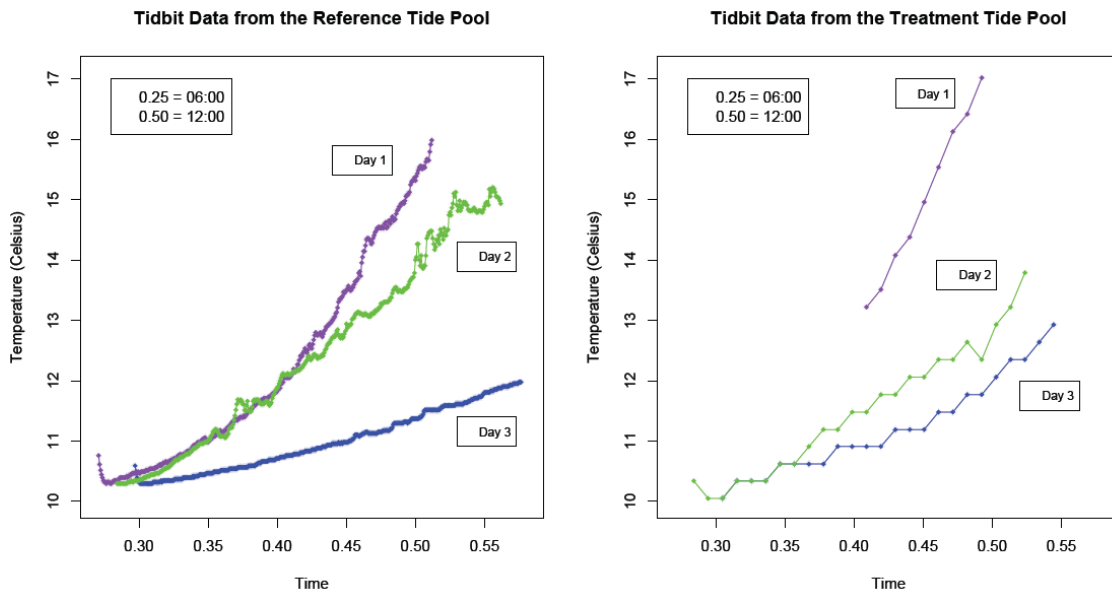 Tidbit Data from the Reference Tide Pool
Temperature (Celsius)
17
16
15
14
13
12
11
10
0.25 = 06:00
0.50 = 12:00
Day 1
Day 2
Day 3
0.30 0.35 0.40 0.45 0.50 0.55
Time
Tidbit Data from the Treatment Tide Pool
Temperature (Celsius)
17
16
15
14
13
12
11
10
0.25 = 06:00
0.50 = 12:00
Day 1
Day 2
Day 3
0.30 0.35 0.40 0.45 0.50 0.55
Time